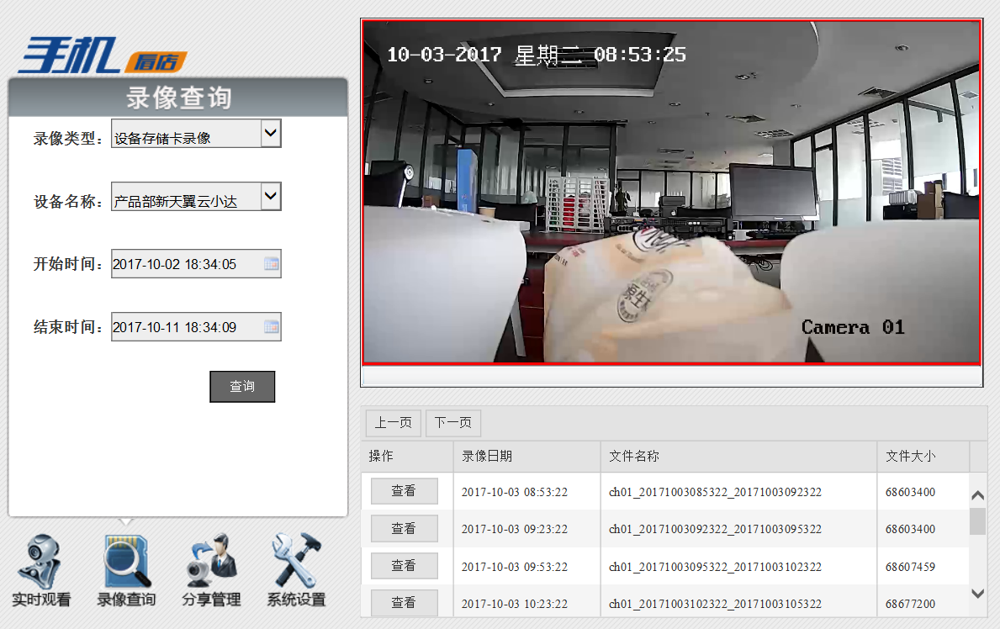 手机 看店
录像查询
录像类型：
设备存储卡录像
设备名称：
产品部新天翼云小达
开始时间：
2017-10-02 18:34:05
结束时间：
2017-10-11 18:34:09
查询
实时观看
录像查询
分享管理
系统设置
10-03-2017 星期二 08:53:25
原生
Camera 01
上一页 下一页
操作 录像日期 文件名称 文件大小
查看 2017-10-03 08:53:22 ch01_20171003085322_20171003092322 68603400
查看 2017-10-03 09:23:22 ch01_20171003092322_20171003095322 68603400
查看 2017-10-03 09:53:22 ch01_20171003095322_20171003102322 68607459
查看 2017-10-03 10:23:22 ch01_20171003102322_20171003105322 68677200